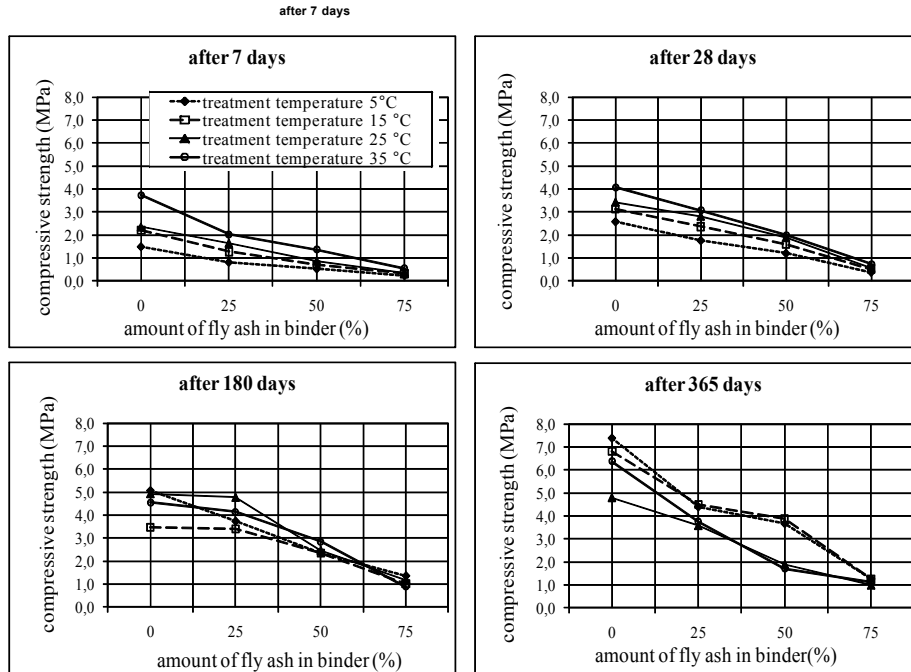 after 7 days
after 7 days
compressive strength (MPa)
8,0
7,0
6,0
5,0
4,0
3,0
2,0
1,0
0,0
treatment temperature 5°C
treatment temperature 15 °C
treatment temperature 25 °C
treatment temperature 35 °C
0 25 50 75
amount of fly ash in binder (%)
after 28 days
compressive strength (MPa)
8,0
7,0
6,0
5,0
4,0
3,0
2,0
1,0
0,0
0 25 50 75
amount of fly ash in binder (%)
after 180 days
compressive strength (MPa)
8,0
7,0
6,0
5,0
4,0
3,0
2,0
1,0
0,0
0 25 50 75
amount of fly ash in binder (%)
after 365 days
compressive strength (MPa)
8,0
7,0
6,0
5,0
4,0
3,0
2,0
1,0
0,0
0 25 50 75
amount of fly ash in binder(%)